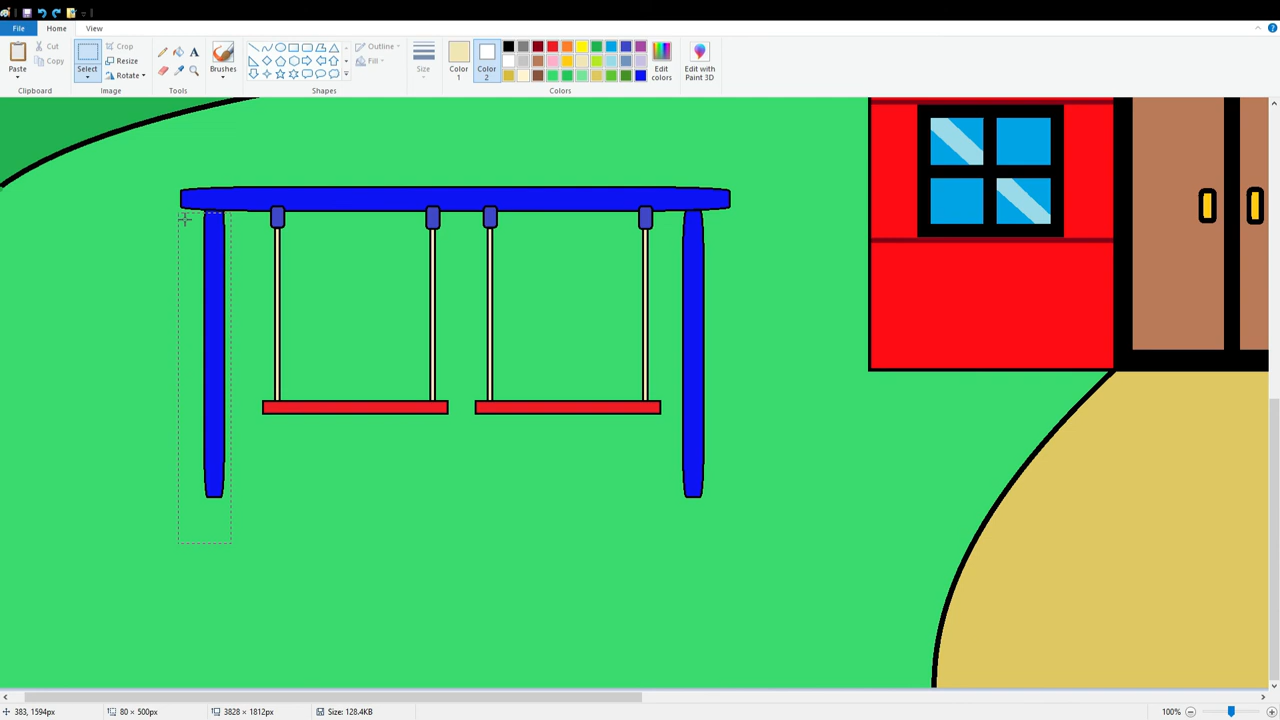 File Home View
Paste Cut Copy Clipboard
Select Crop Resize Rotate Image
A Tools
Brushes
Outline Fill Shapes
Size
Color 1 Color 2 Edit colors Colors
Edit with Paint 3D
383, 1594px 80 × 500px 3828 × 1812px Size: 128.4KB 100%